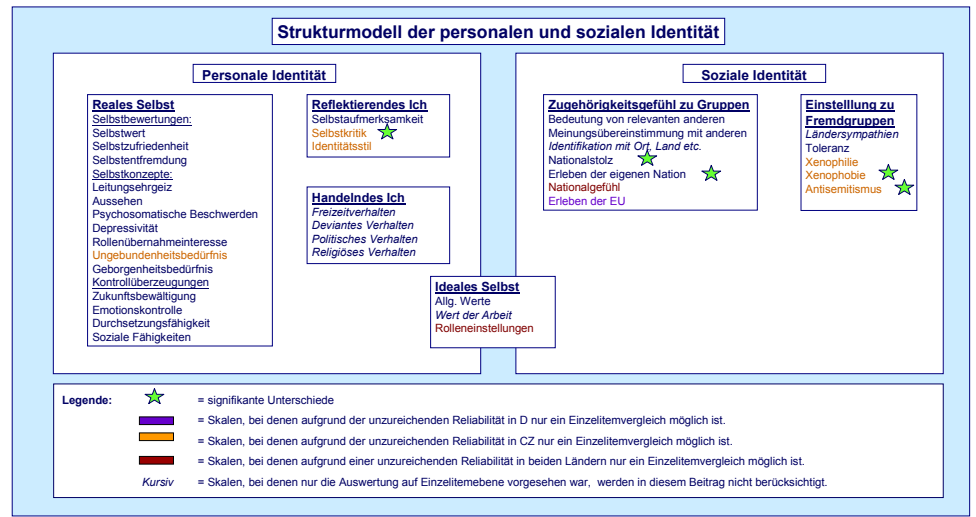 Strukturmodell der personalen und sozialen Identität
Personale Identität
Reales Selbst
Selbstbewertungen:
Selbstwert
Selbstzufriedenheit
Selbstentfremdung
Selbstkonzepte:
Leitungsehrgeiz
Aussehen
Psychosomatische Beschwerden
Depressivität
Rollenübernahmeinteresse
Ungebundenheitsbedürfnis
Geborgenheitsbedürfnis
Kontrollüberzeugungen
Zukunftsbewältigung
Emotionskontrolle
Durchsetzungsfähigkeit
Soziale Fähigkeiten
Reflektierendes Ich
Selbstaufmerksamkeit
Selbstkritik
Identitätsstil
Handelndes Ich
Freizeitverhalten
Deviantes Verhalten
Politisches Verhalten
Religiöses Verhalten
Ideales Selbst
Allg. Werte
Wert der Arbeit
Rolleneinstellungen
Soziale Identität
Zugehörigkeitsgefühl zu Gruppen
Bedeutung von relevanten anderen
Meinungsübereinstimmung mit anderen
Identifikation mit Ort, Land etc.
Nationalstolz
Erleben der eigenen Nation
Nationalgefühl
Erleben der EU
Einstelllung zu
Fremdgruppen
Ländersympathien
Toleranz
Xenophilie
Xenophobie
Antisemitismus
Legende:
= signifikante Unterschiede
= Skalen, bei denen aufgrund der unzureichenden Reliabilität in D nur ein Einzelitemvergleich möglich ist.
= Skalen, bei denen aufgrund der unzureichenden Reliabilität in CZ nur ein Einzelitemvergleich möglich ist.
= Skalen, bei denen aufgrund einer unzureichenden Reliabilität in beiden Ländern nur ein Einzelitemvergleich möglich ist.
Kursiv = Skalen, bei denen nur die Auswertung auf Einzelitemebene vorgesehen war, werden in diesem Beitrag nicht berücksichtigt.